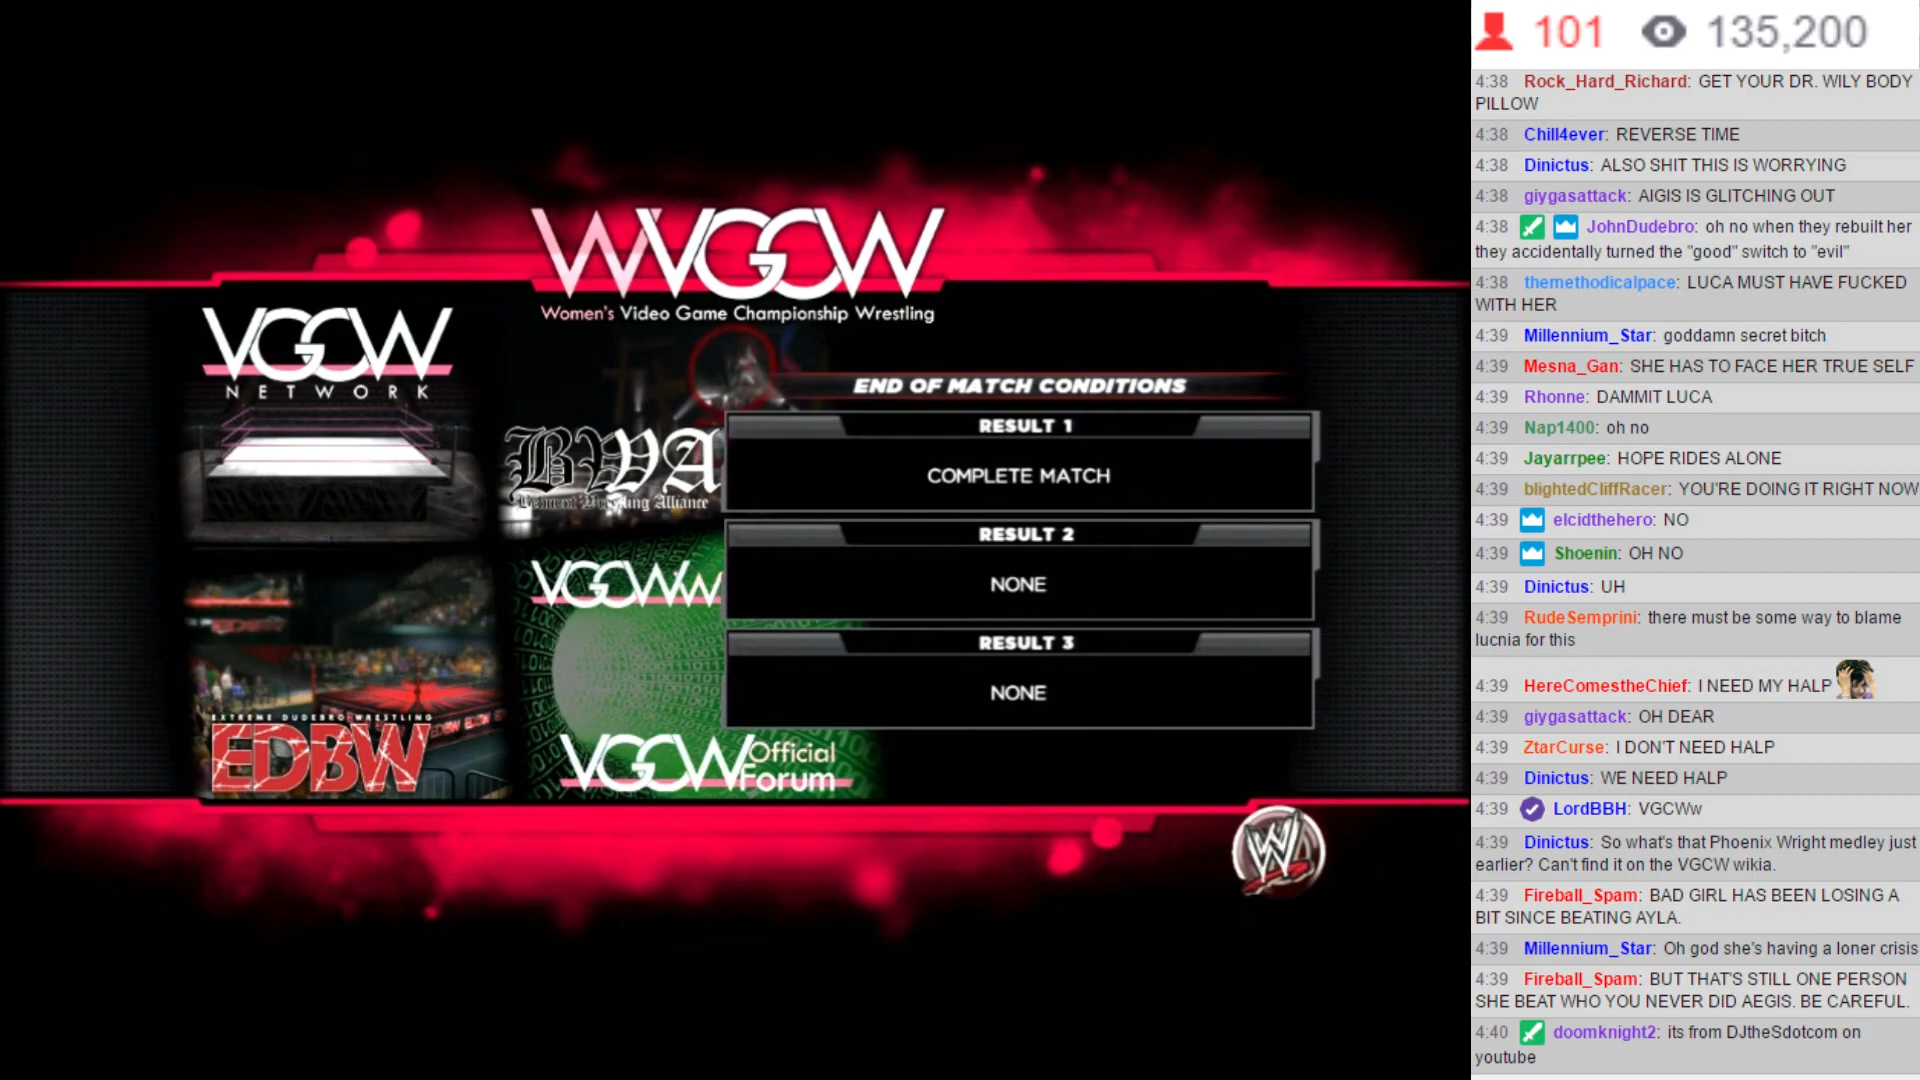 WVGCW
Women's Video Game Championship Wrestling
VGCW
NETWORK
END OF MATCH CONDITIONS
RESULT 1
COMPLETE MATCH
BWA
Wrestling Alliance
RESULT 2
NONE
VGCWw
RESULT 3
NONE
EXTREME DUDEBRO WRESTLING
EDBW
VGCW Official
Forum
W
101 135,200
4:38 Rock_Hard_Richard: GET YOUR DR. WILY BODY
PILLOW
4:38 Chill4ever: REVERSE TIME
4:38 Dinictus: ALSO SHIT THIS IS WORRYING
4:38 giygasattack: AIGIS IS GLITCHING OUT
4:38 JohnDudebro: oh no when they rebuilt her
they accidentally turned the "good" switch to "evil"
4:38 themethodicalpace: LUCA MUST HAVE FUCKED
WITH HER
4:39 Millennium_Star: goddamn secret bitch
4:39 Mesna_Gan: SHE HAS TO FACE HER TRUE SELF
4:39 Rhonne: DAMMIT LUCA
4:39 Nap1400: oh no
4:39 Jayarrpee: HOPE RIDES ALONE
4:39 blightedCliffRacer: YOU'RE DOING IT RIGHT NOW
4:39 elcidthehero: NO
4:39 Shoenin: OH NO
4:39 Dinictus: UH
4:39 RudeSemprini: there must be some way to blame
lucnia for this
4:39 HereComestheChief: I NEED MY HALP
4:39 giygasattack: OH DEAR
4:39 ZtarCurse: I DON'T NEED HALP
4:39 Dinictus: WE NEED HALP
4:39 LordBBH: VGCWw
4:39 Dinictus: So what's that Phoenix Wright medley just
earlier? Can't find it on the VGCW wikia.
4:39 Fireball_Spam: BAD GIRL HAS BEEN LOSING A
BIT SINCE BEATING AYLA.
4:39 Millennium_Star: Oh god she's having a loner crisis
4:39 Fireball_Spam: BUT THAT'S STILL ONE PERSON
SHE BEAT WHO YOU NEVER DID AEGIS. BE CAREFUL.
4:40 doomknight2: its from DJtheSdotcom on
youtube